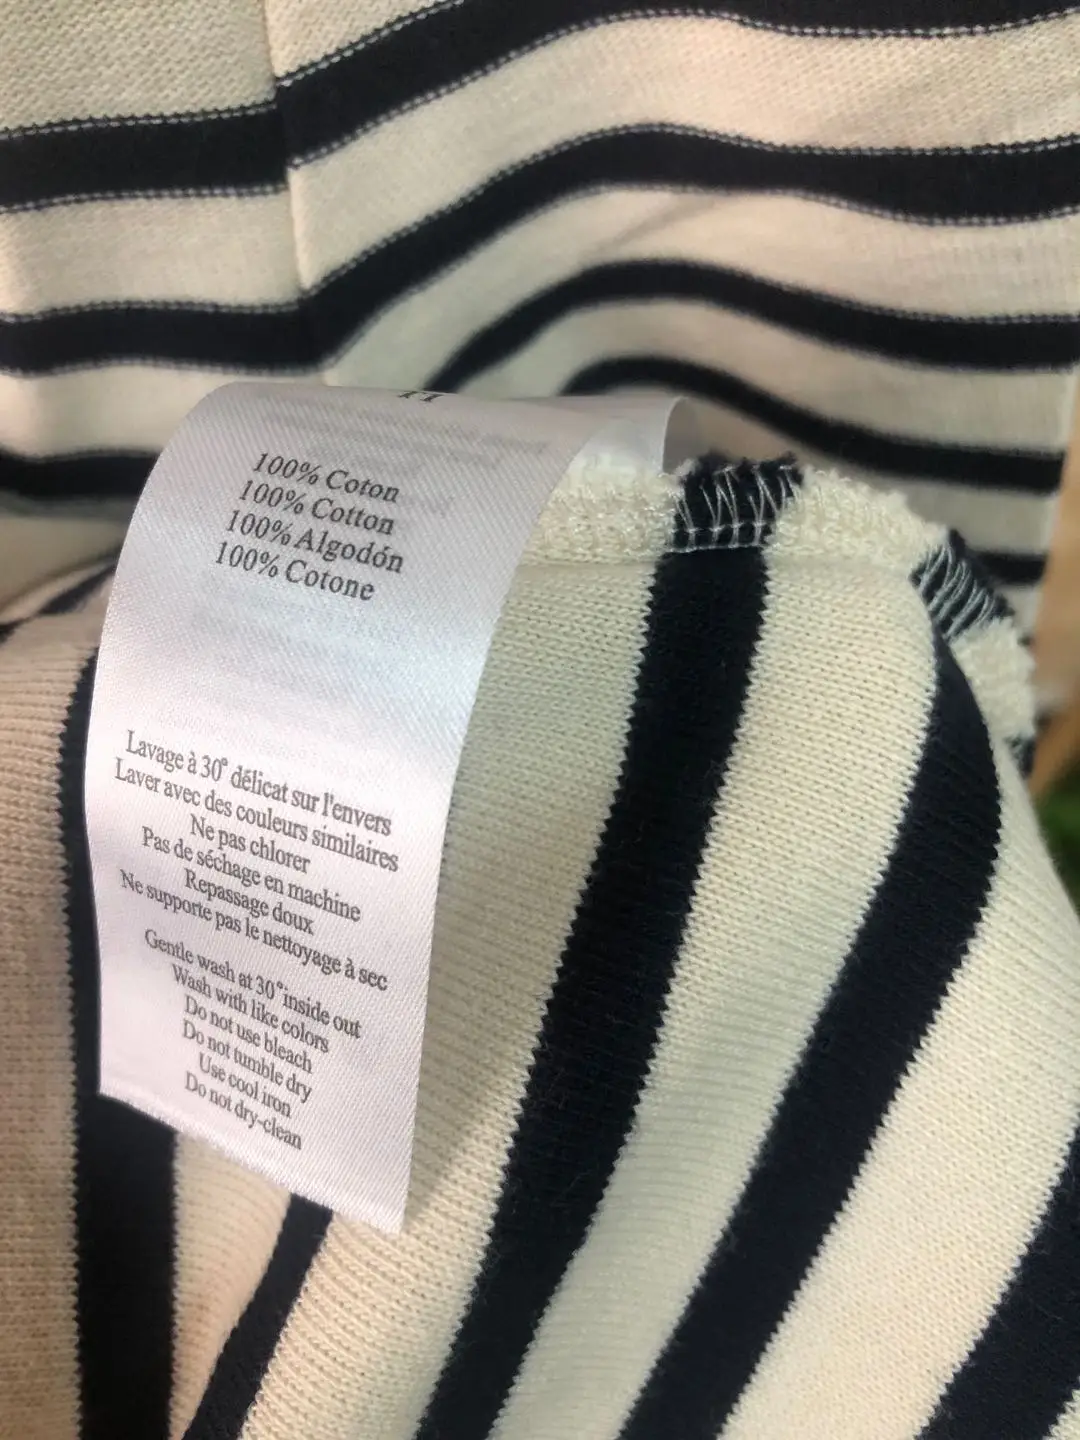 100% Coton
100% Cotton
100% Algodón
100% Cotone
Lavage à 30° délicat sur l'envers
Laver avec des couleurs similaires
Ne pas chlorer
Pas de séchage en machine
Repassage doux
Ne supporte pas le nettoyage à sec
Gentle wash at 30°inside out
Wash with like colors
Do not use bleach
Do not tumble dry
Use cool iron
Do not dry-clean